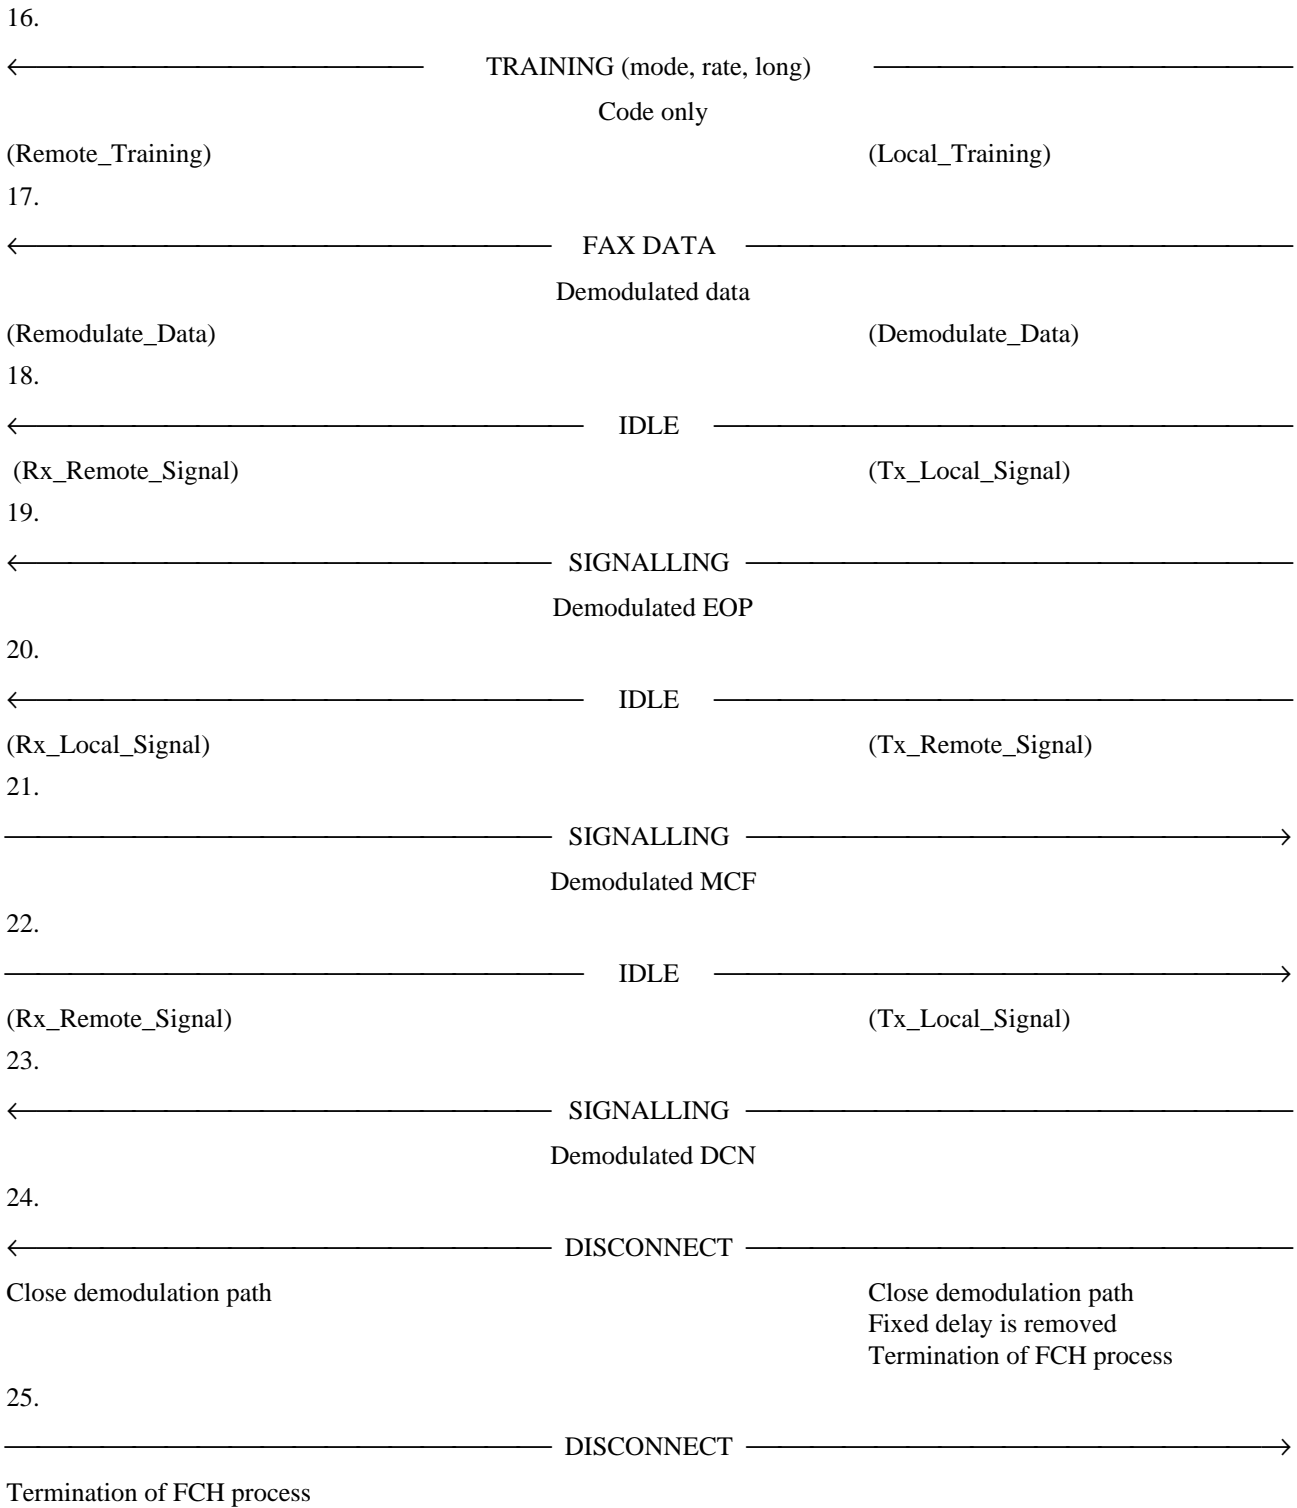 16.
TRAINING (mode, rate, long)
Code only
(Remote_Training) (Local_Training)
17.
FAX DATA
Demodulated data
(Remodulate_Data) (Demodulate_Data)
18.
IDLE
(Rx_Remote_Signal) (Tx_Local_Signal)
19.
SIGNALLING
Demodulated EOP
20.
IDLE
(Rx_Local_Signal) (Tx_Remote_Signal)
21.
SIGNALLING
Demodulated MCF
22.
IDLE
(Rx_Remote_Signal) (Tx_Local_Signal)
23.
SIGNALLING
Demodulated DCN
24.
DISCONNECT
Close demodulation path Close demodulation path
Fixed delay is removed
Termination of FCH process
25.
DISCONNECT
Termination of FCH process